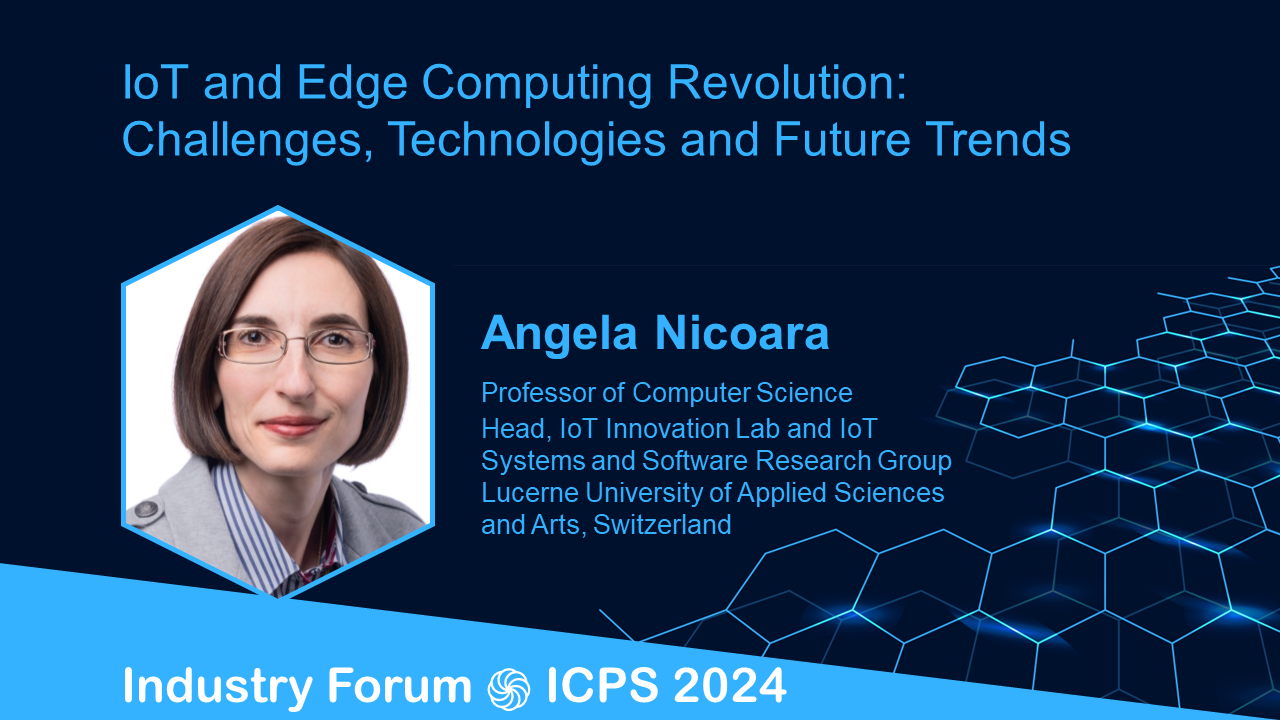 IoT and Edge Computing Revolution:
Challenges, Technologies and Future Trends
Angela Nicoara
Professor of Computer Science
Head, IoT Innovation Lab and IoT
Systems and Software Research Group
Lucerne University of Applied Sciences
and Arts, Switzerland
Industry Forum ICPS 2024